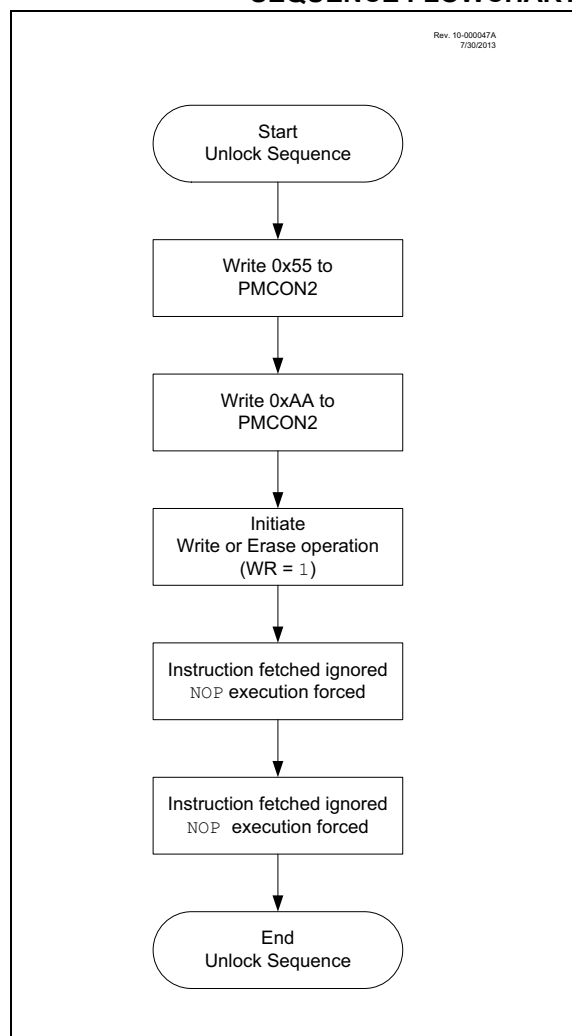 Rev. 10-000047A
7/30/2013
Start
Unlock Sequence
Write 0x55 to
PMCON2
Write 0xAA to
PMCON2
Initiate
Write or Erase operation
(WR = 1)
Instruction fetched ignored
NOP execution forced
Instruction fetched ignored
NOP execution forced
End
Unlock Sequence